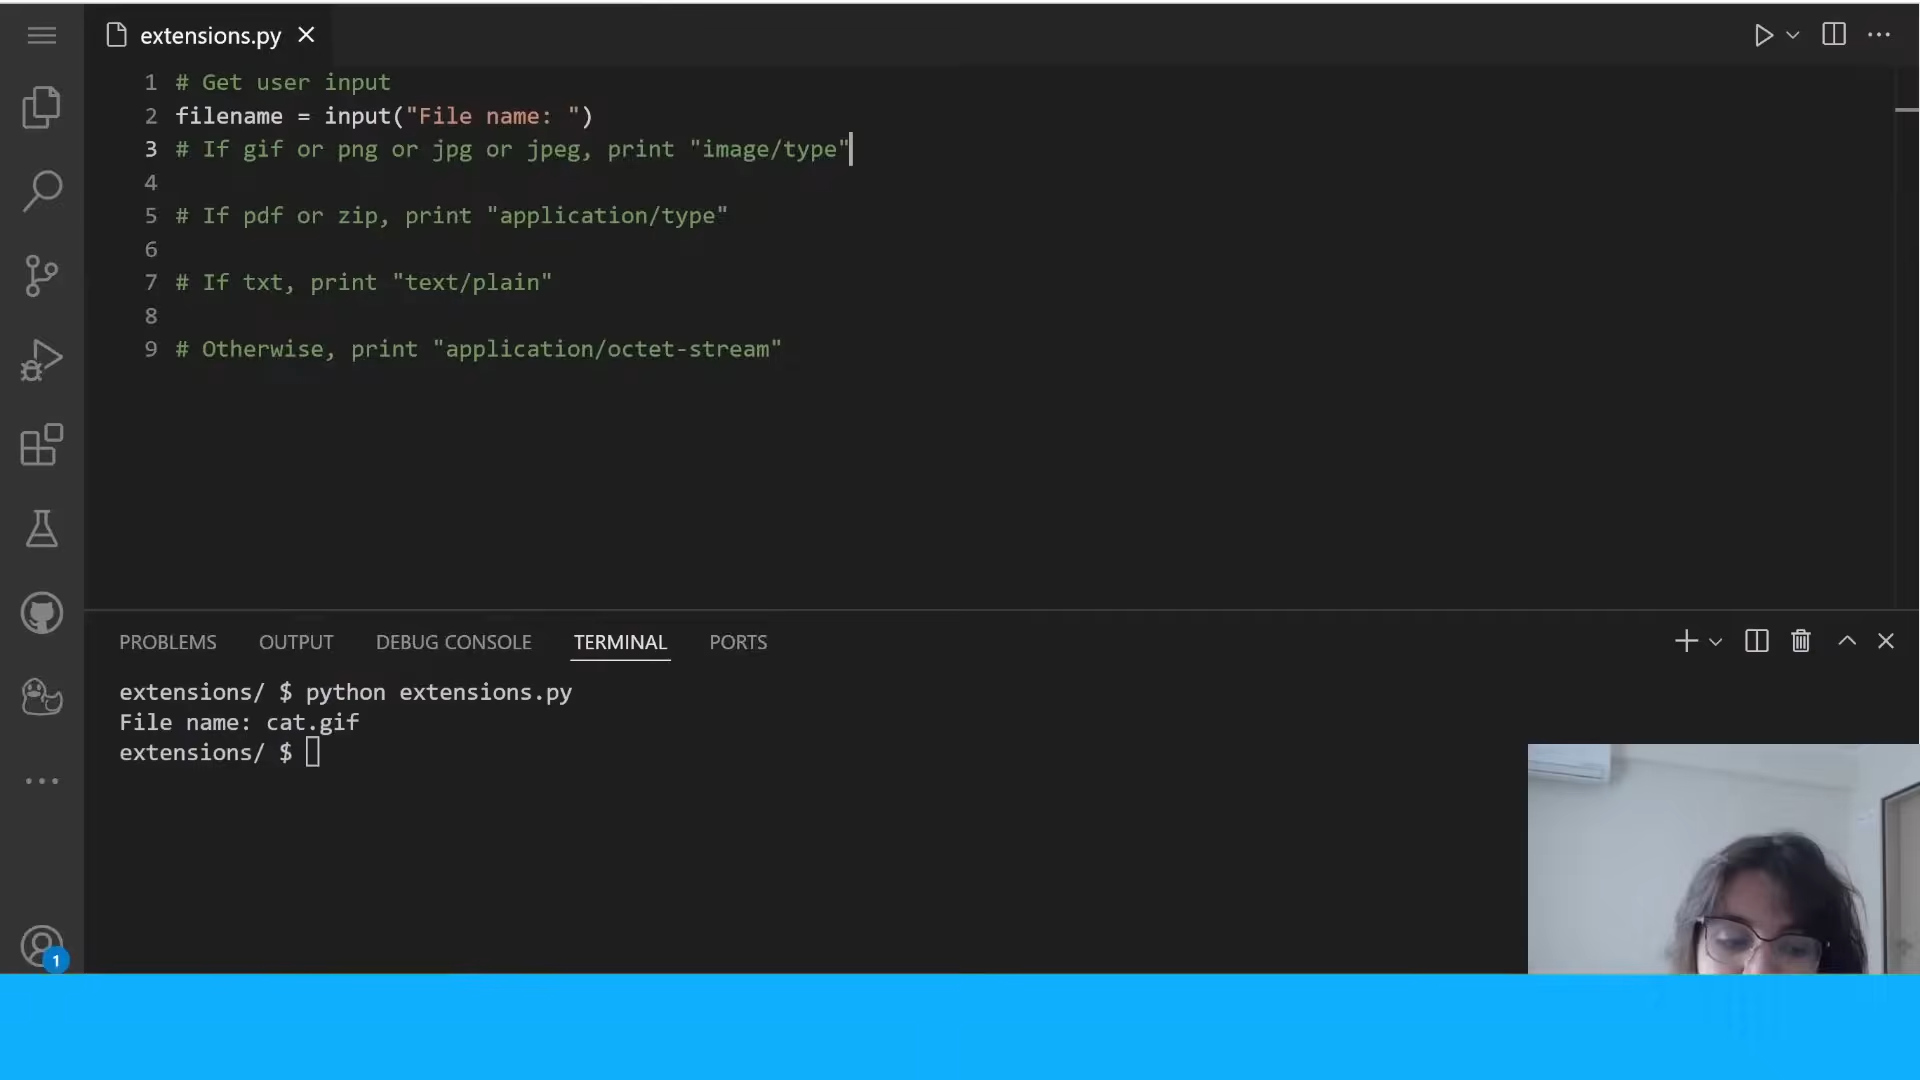 extensions.py
1 # Get user input
2 filename = input("File name: ")
3 # If gif or png or jpg or jpeg, print "image/type"
4
5 # If pdf or zip, print "application/type"
6
7 # If txt, print "text/plain"
8
9 # Otherwise, print "application/octet-stream"
PROBLEMS OUTPUT DEBUG CONSOLE TERMINAL PORTS
extensions/ $ python extensions.py
File name: cat.gif
extensions/ $
1